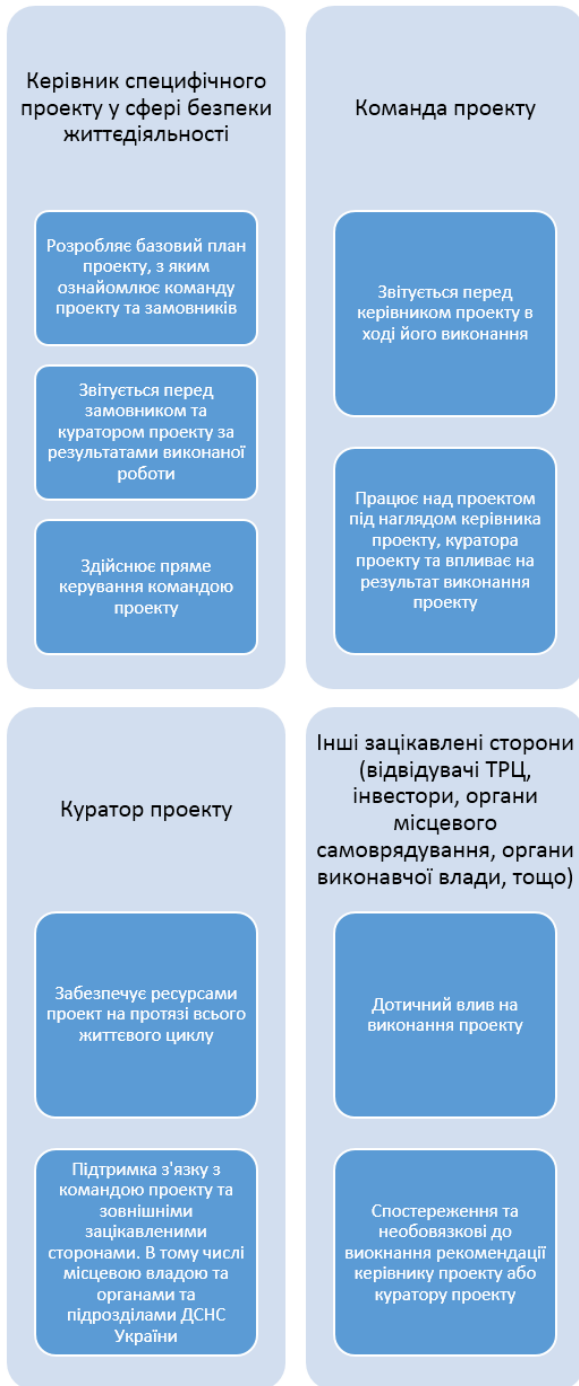 Керівник специфічного
проекту у сфері безпеки
життєдіяльності
Розробляє базовий план
проекту, з яким
ознайомлює команду
проекту та замовників
Звітується перед
замовником та
куратором проекту за
результатами виконаної
роботи
Здійснює пряме
керування командою
проекту
Команда проекту
Звітується перед
керівником проекту в
ході його виконання
Працює над проектом
під наглядом керівника
проекту, куратора
проекту та впливає на
результат виконання
проекту
Куратор проекту
Забезпечує ресурсами
проект на протязі всього
життєвого циклу
Підтримка з'язку з
командою проекту та
зовнішніми
зацікавленими
сторонами. В тому числі
місцевою владою та
органами та
підрозділами ДСНС
України
Інші зацікавлені сторони
(відвідувачі ТРЦ,
інвестори, органи
місцевого
самоврядування, органи
виконавчої влади, тощо)
Дотичний влив на
виконання проекту
Спостереження та
необовязкові до
виокнання рекомендації
керівнику проекту або
куратору проекту